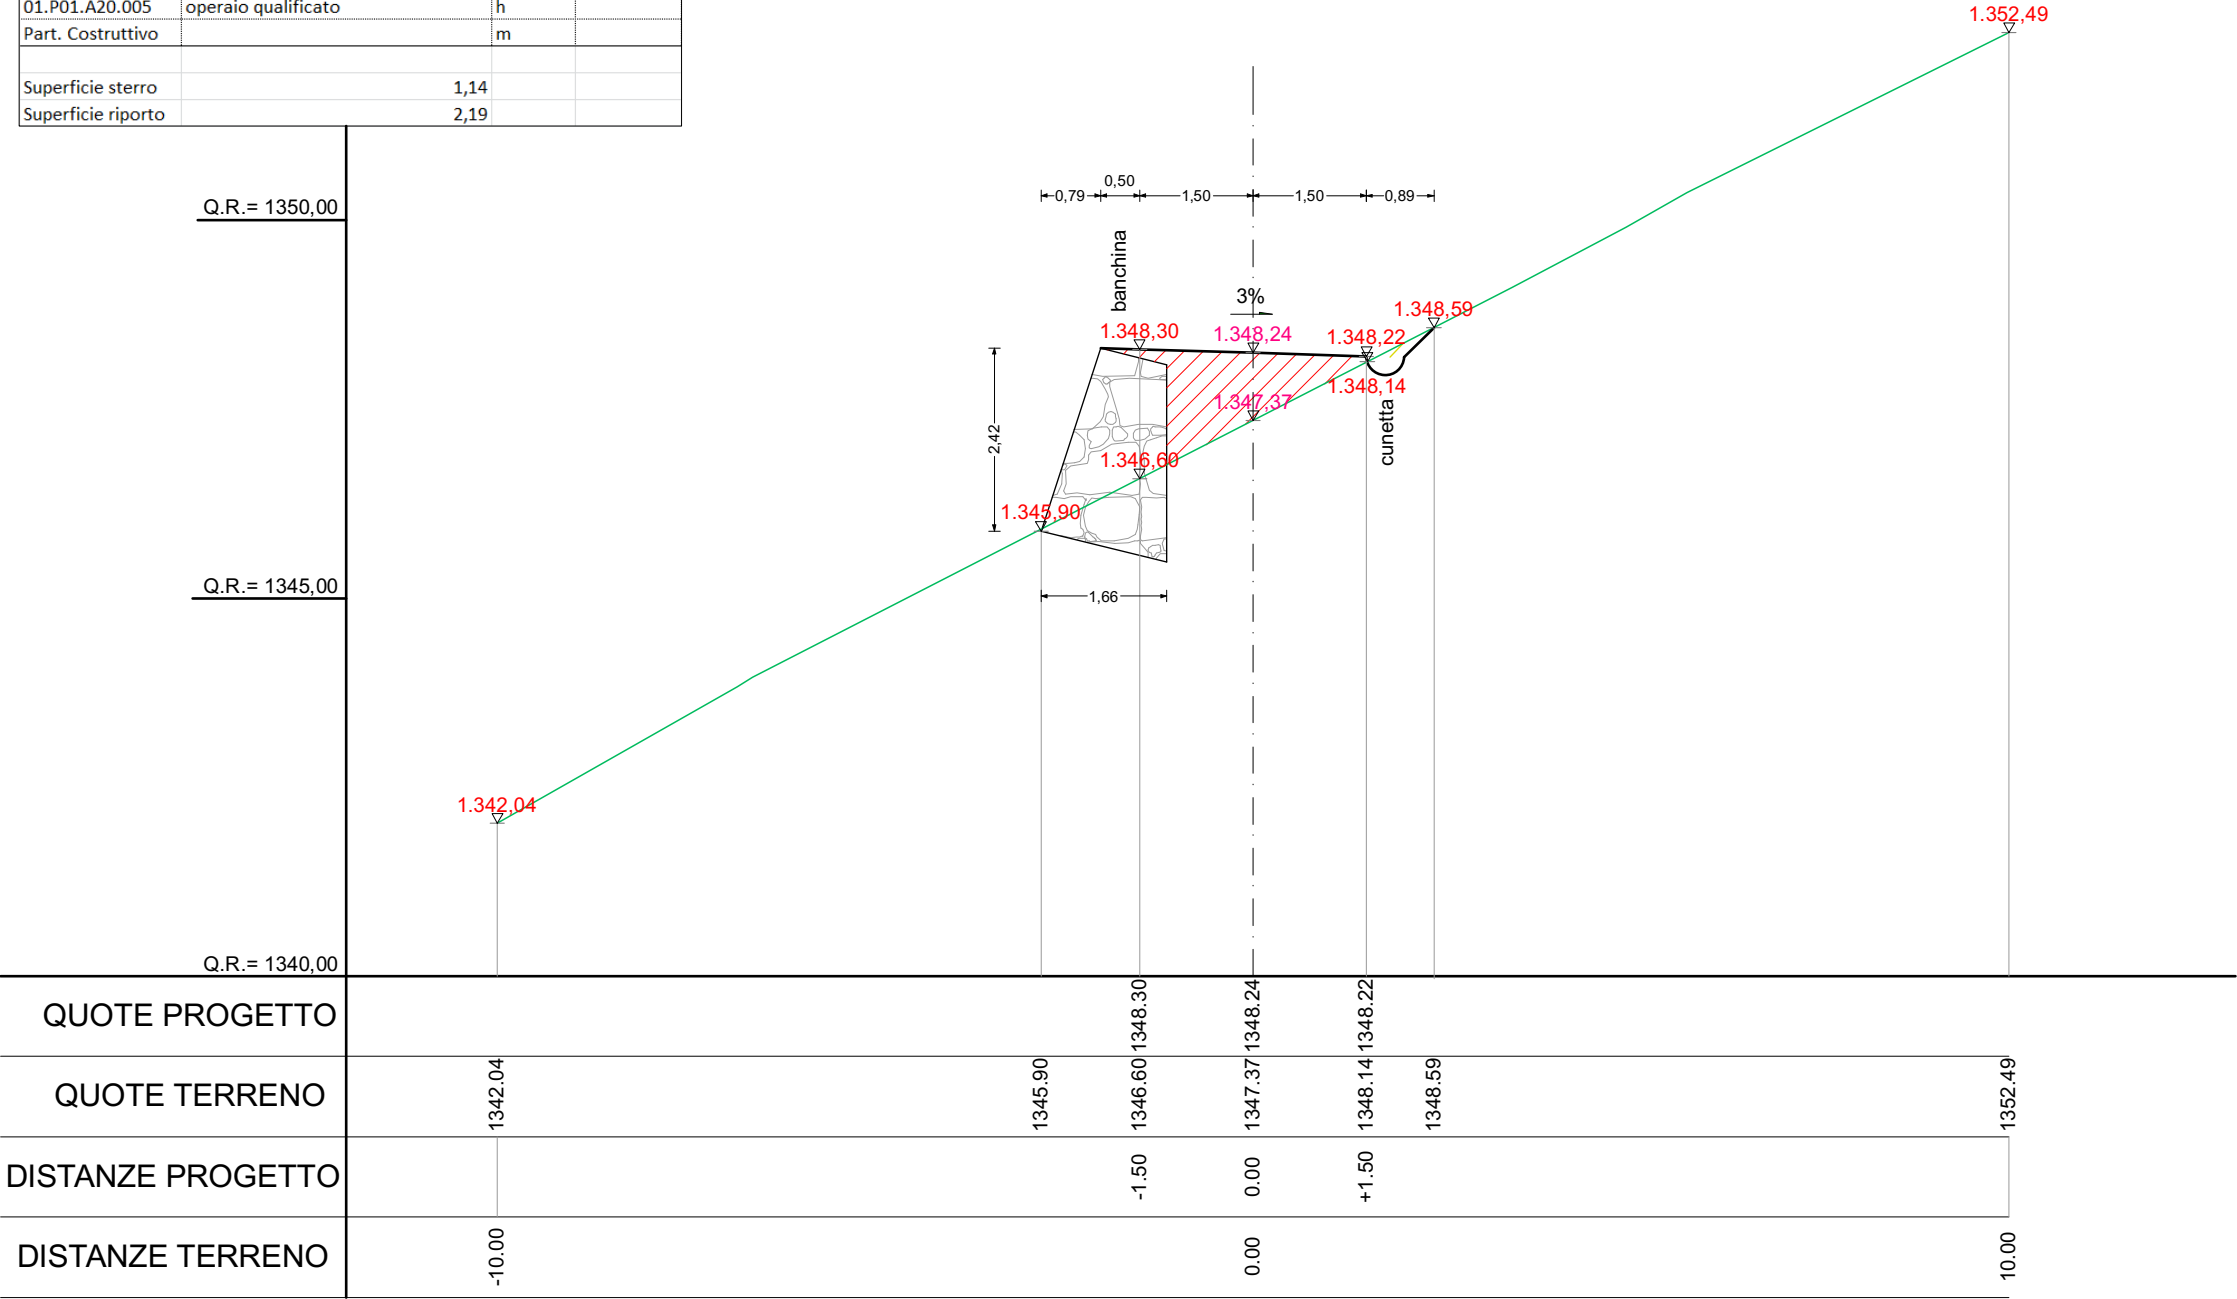 01.P01.A20.005 operaio qualificato h
Part. Costruttivo m
Superficie sterro 1,14
Superficie riporto 2,19
1.352,49
0,50
0,79 1,50 1,50 0,89
Q.R.= 1350,00
banchina
3%
1.348,59
1.348,30 1.348,24 1.348,22
1.348,14
1.347,37
cunetta
2,42
1.346,60
1.345,90
Q.R.= 1345,00
1,66
1.342,04
Q.R.= 1340,00
QUOTE PROGETTO 1348.30 1348.24 1348.22
QUOTE TERRENO 1342.04 1345.90 1346.60 1347.37 1348.14 1348.59 1352.49
DISTANZE PROGETTO -1.50 0.00 +1.50
DISTANZE TERRENO -10.00 0.00 10.00